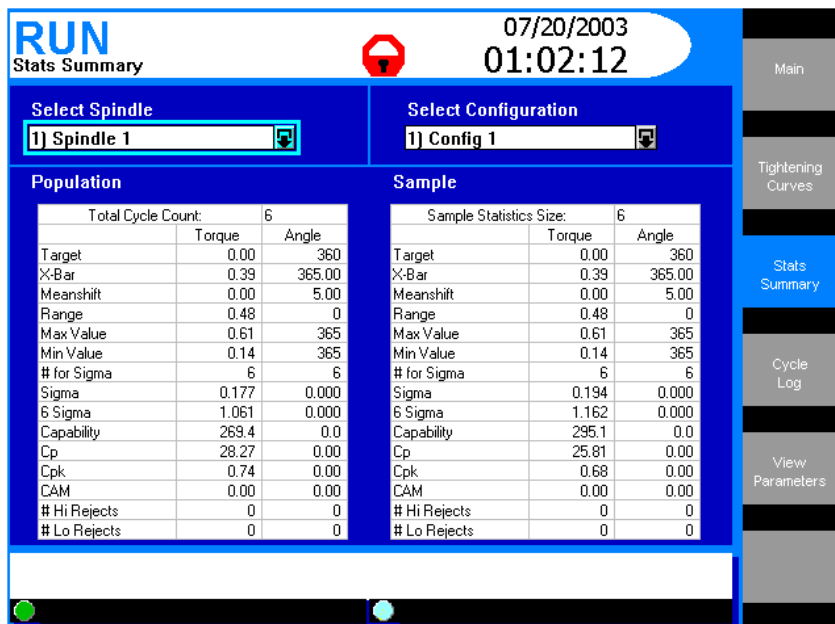 RUN
Stats Summary
07/20/2003
01:02:12
Select Spindle
1) Spindle 1
Select Configuration
1) Config 1
Population
Total Cycle Count: 6
Torque Angle
Target 0.00 360
X-Bar 0.39 365.00
Meanshift 0.00 5.00
Range 0.48 0
Max Value 0.61 365
Min Value 0.14 365
# for Sigma 6 6
Sigma 0.177 0.000
6 Sigma 1.061 0.000
Capability 269.4 0.0
Cp 28.27 0.00
Cpk 0.74 0.00
CAM 0.00 0.00
# Hi Rejects 0 0
# Lo Rejects 0 0
Sample
Sample Statistics Size: 6
Torque Angle
Target 0.00 360
X-Bar 0.39 365.00
Meanshift 0.00 5.00
Range 0.48 0
Max Value 0.61 365
Min Value 0.14 365
# for Sigma 6 6
Sigma 0.194 0.000
6 Sigma 1.162 0.000
Capability 295.1 0.0
Cp 25.81 0.00
Cpk 0.68 0.00
CAM 0.00 0.00
# Hi Rejects 0 0
# Lo Rejects 0 0
Main
Tightening
Curves
Stats
Summary
Cycle
Log
View
Parameters